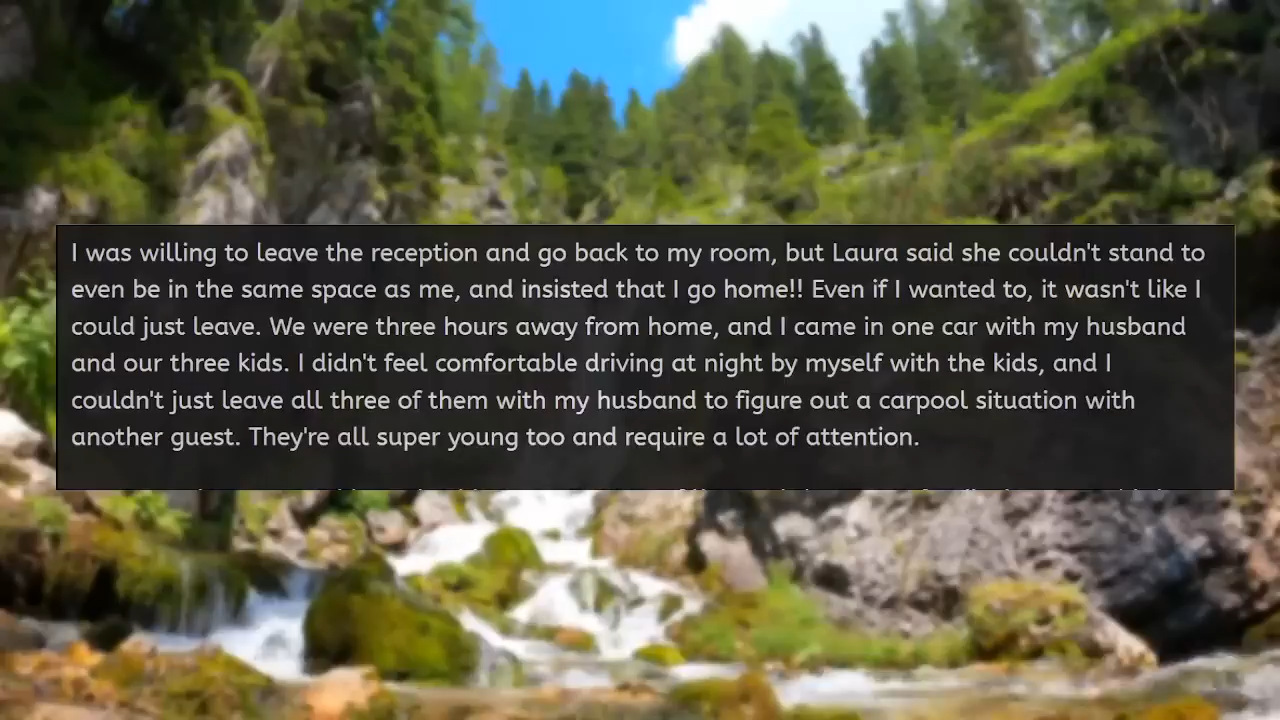 I was willing to leave the reception and go back to my room, but Laura said she couldn't stand to
even be in the same space as me, and insisted that I go home!! Even if I wanted to, it wasn't like I
could just leave. We were three hours away from home, and I came in one car with my husband
and our three kids. I didn't feel comfortable driving at night by myself with the kids, and I
couldn't just leave all three of them with my husband to figure out a carpool situation with
another guest. They're all super young too and require a lot of attention.